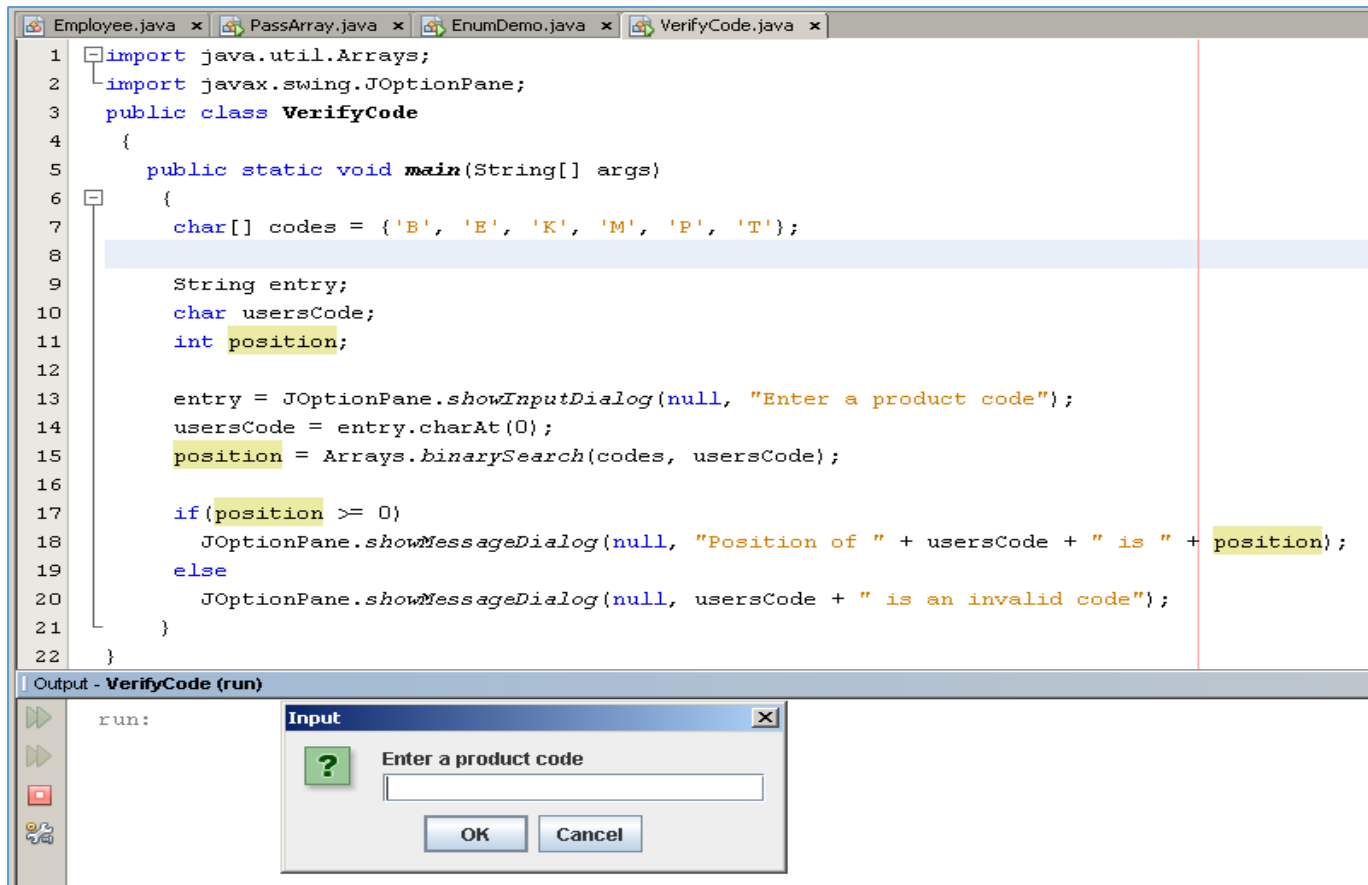 Employee.java x PassArray.java x EnumDemo.java x VerifyCode.java x
1 import java.util.Arrays;
2 import javax.swing.JOptionPane;
3 public class VerifyCode
4 {
5 public static void main(String[] args)
6 {
7 char[] codes = {'B', 'E', 'K', 'M', 'P', 'T'};
8
9 String entry;
10 char usersCode;
11 int position;
12
13 entry = JOptionPane.showInputDialog(null, "Enter a product code");
14 usersCode = entry.charAt(0);
15 position = Arrays.binarySearch(codes, usersCode);
16
17 if(position >= 0)
18 JOptionPane.showMessageDialog(null, "Position of " + usersCode + " is " + position);
19 else
20 JOptionPane.showMessageDialog(null, usersCode + " is an invalid code");
21 }
22 }
Output - VerifyCode (run)
run:
Input
Enter a product code
OK Cancel